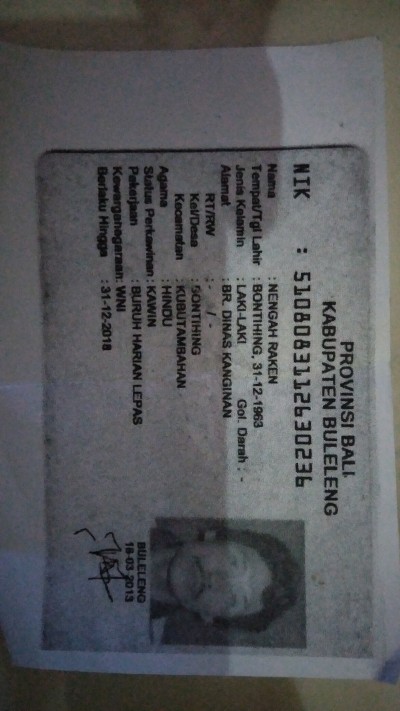 PROVINSI BALI
KABUPATEN BULELENG
NIK : 5108083112630236
Nama : NENGAH RAKEN
Tempat/Tgl Lahir : BONTIHING, 31-12-1963
Jenis Kelamin : LAKI-LAKI Gol. Darah : -
Alamat : BR. DINAS KANGINAN
RT/RW : - / -
Kel/Desa : BONTIHING
Kecamatan : KUBUTAMBAHAN
Agama : HINDU
Status Perkawinan : KAWIN
Pekerjaan : BURUH HARIAN LEPAS
Kewarganegaraan: WNI
Berlaku Hingga : 31-12-2018
BULELENG
18-03-2013